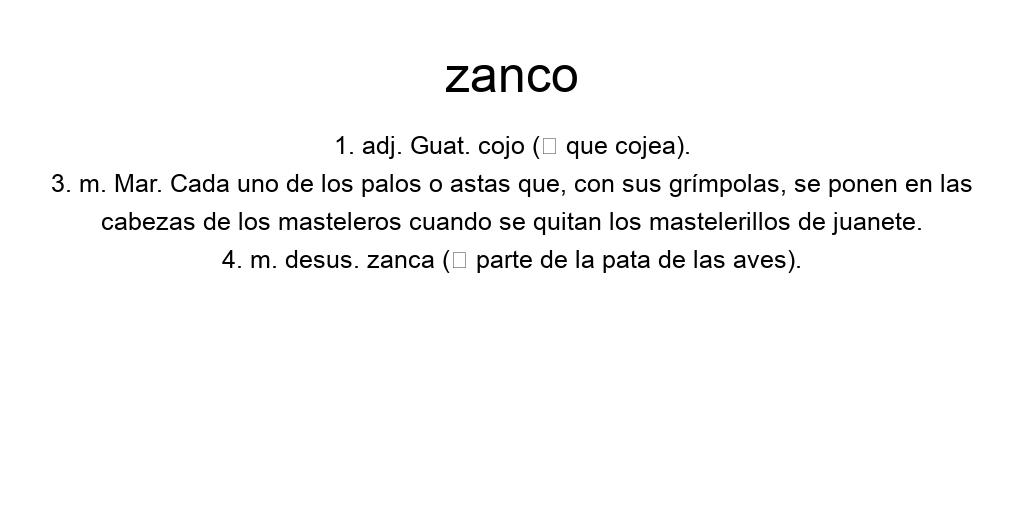 zanco
1. adj. Guat. cojo (□ que cojea).
3. m. Mar. Cada uno de los palos o astas que, con sus grímpolas, se ponen en las
cabezas de los masteleros cuando se quitan los mastelerillos de juanete.
4. m. desus. zanca (□ parte de la pata de las aves).